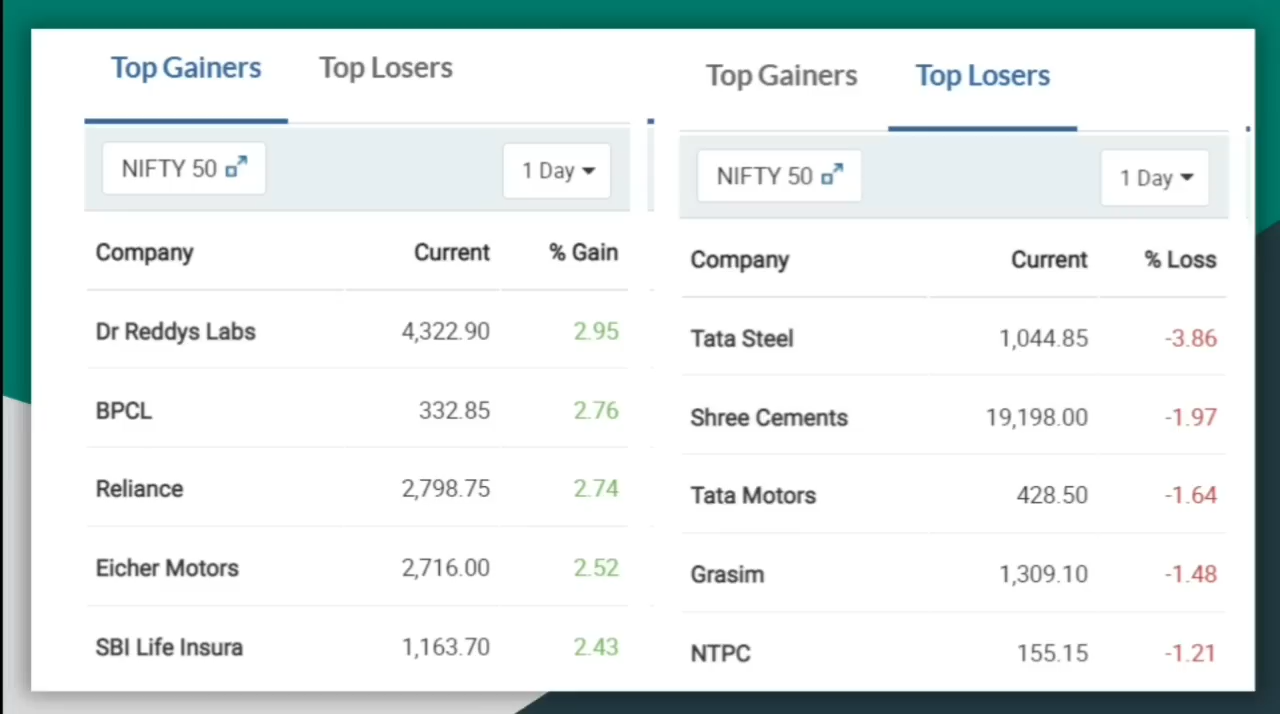 Top Gainers Top Losers
NIFTY 50 1 Day
Company Current % Gain
Dr Reddys Labs 4,322.90 2.95
BPCL 332.85 2.76
Reliance 2,798.75 2.74
Eicher Motors 2,716.00 2.52
SBI Life Insura 1,163.70 2.43
Top Gainers Top Losers
NIFTY 50 1 Day
Company Current % Loss
Tata Steel 1,044.85 -3.86
Shree Cements 19,198.00 -1.97
Tata Motors 428.50 -1.64
Grasim 1,309.10 -1.48
NTPC 155.15 -1.21